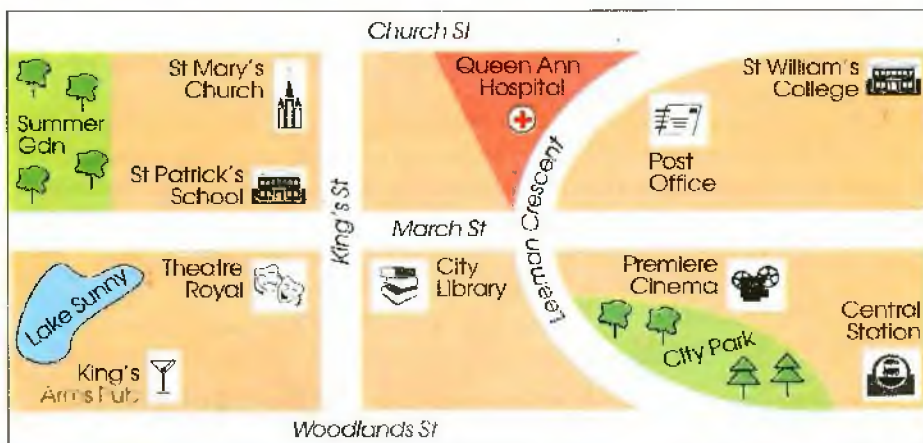 Church St
St Mary's
Church
Queen Ann
Hospital
St William's
College
Summer
Gdn
St Patrick's
School
Post
Office
King's St
Leeman Crescent
March St
Lake Sunny
Theatre
Royal
City
Library
Premiere
Cinema
Central
Station
City Park
King's
Arms Pub
Woodlands St